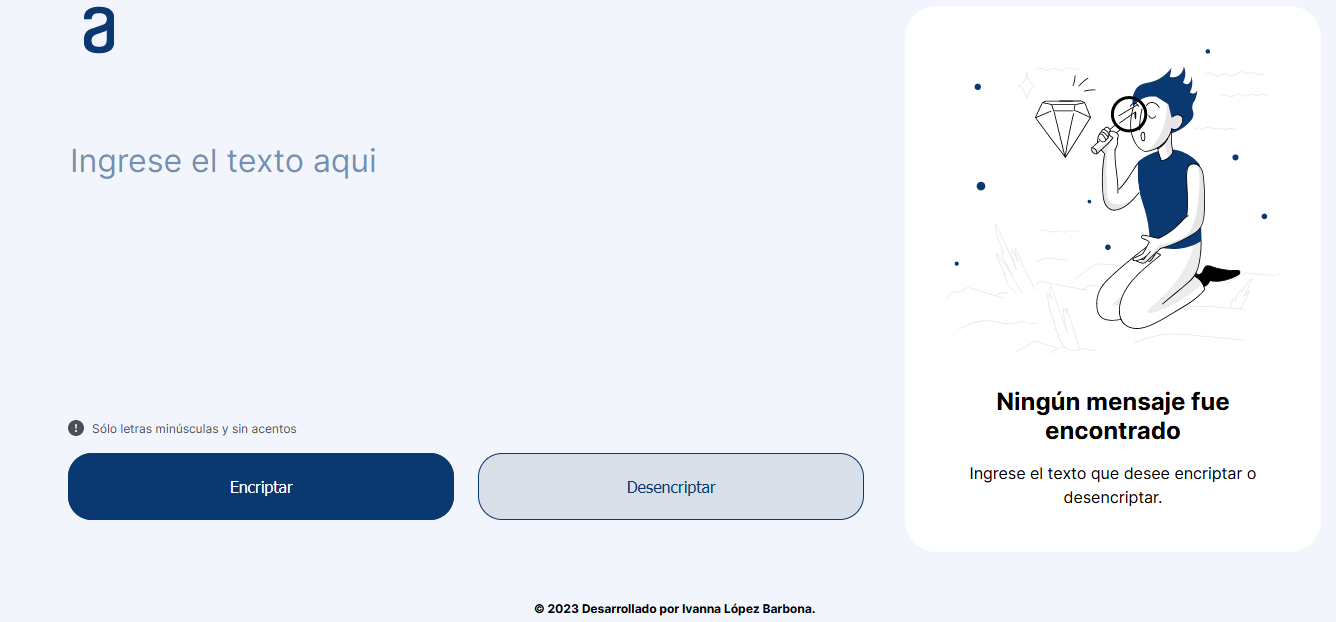 a
Ingrese el texto aqui
Sólo letras minúsculas y sin acentos
Encriptar
Desencriptar
Ningún mensaje fue
encontrado
Ingrese el texto que desee encriptar o
desencriptar.
© 2023 Desarrollado por Ivanna López Barbona.